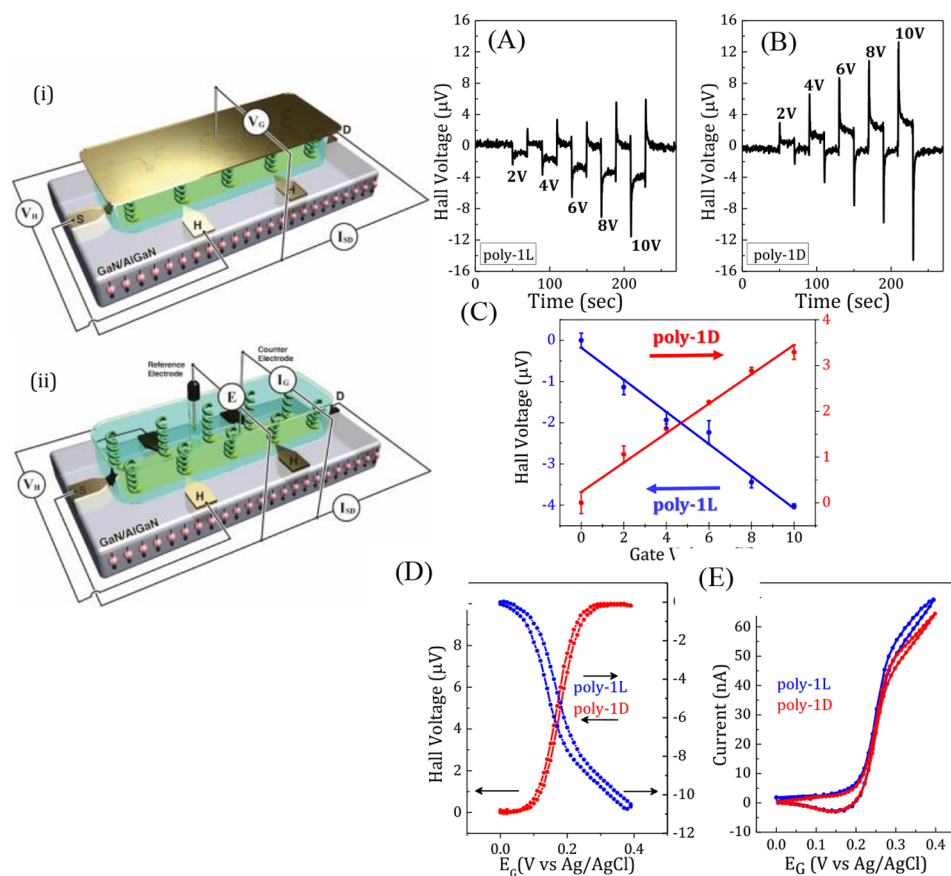 (i)
V_G
D
H
H
S
V_H
I_SD
GaN/AlGaN
(ii)
Reference
Electrode
Counter
Electrode
I_G
E
D
H
H
S
V_H
I_SD
GaN/AlGaN
(A)
16
12
8
4
0
-4
-8
-12
-16
Hall Voltage (μV)
2V
4V
6V
8V
10V
poly-1L
0
100
200
Time (sec)
(B)
16
12
8
4
0
-4
-8
-12
-16
Hall Voltage (μV)
2V
4V
6V
8V
10V
poly-1D
0
100
200
Time (sec)
(C)
0
-1
-2
-3
-4
Hall Voltage (μV)
poly-1D
poly-1L
4
3
2
1
0
Hall Voltage (μV)
0
2
4
6
8
10
Gate
(D)
8
6
4
2
0
Hall Voltage (μV)
poly-1L
poly-1D
0
-2
-4
-6
-8
-10
-12
0.0
0.2
0.4
E_G(V vs Ag/AgCl)
(E)
70
60
50
40
30
20
10
0
-10
Current (nA)
poly-1L
poly-1D
0.0
0.1
0.2
0.3
0.4
E_G (V vs Ag/AgCl)